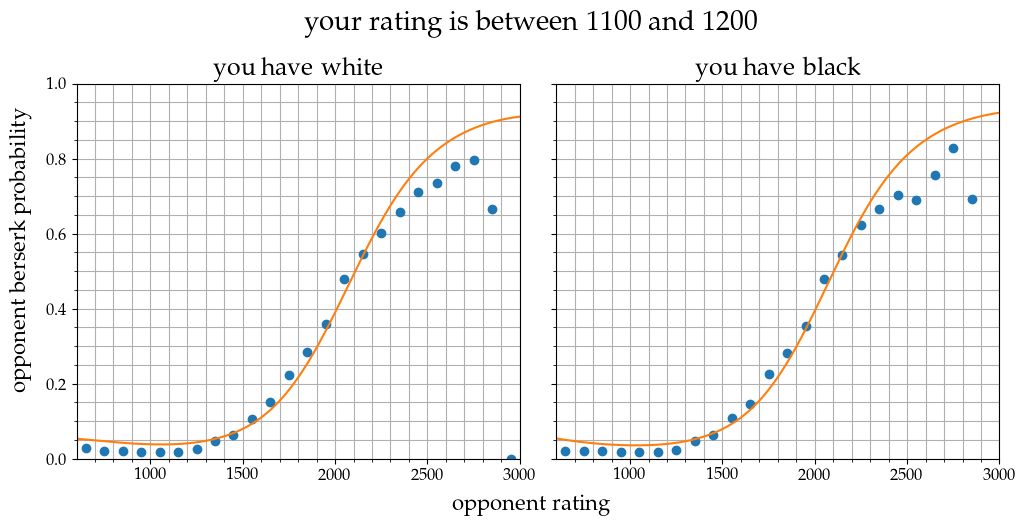 your rating is between 1100 and 1200
you have white
you have black
opponent berserk probability
1.0
0.8
0.6
0.4
0.2
0.0
1000 1500 2000 2500 3000
1000 1500 2000 2500 3000
opponent rating